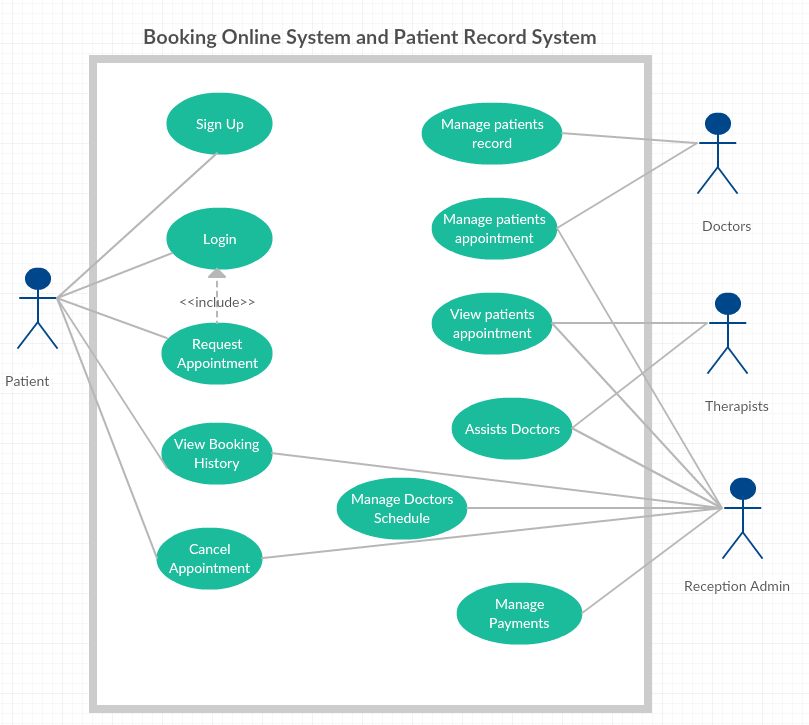 Booking Online System and Patient Record System
Sign Up
Manage patients
record
Doctors
Login
Manage patients
appointment
<<include>>
Patient
Request
Appointment
View patients
appointment
Therapists
View Booking
History
Assists Doctors
Manage Doctors
Schedule
Cancel
Appointment
Reception Admin
Manage
Payments